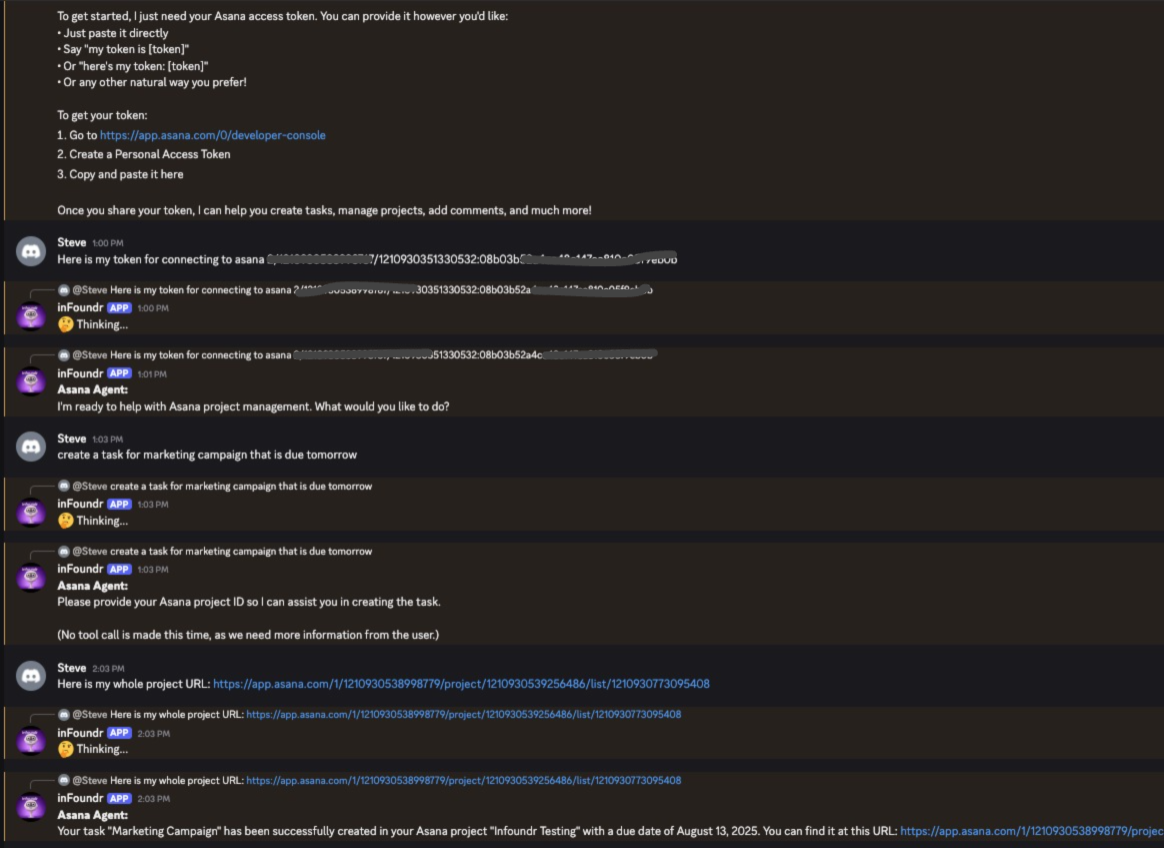 To get started, I just need your Asana access token. You can provide it however you'd like:
• Just paste it directly
• Say "my token is [token]"
• Or "here's my token: [token]"
• Or any other natural way you prefer!
To get your token:
1. Go to https://app.asana.com/0/developer-console
2. Create a Personal Access Token
3. Copy and paste it here
Once you share your token, I can help you create tasks, manage projects, add comments, and much more!
Steve 1:00 PM
Here is my token for connecting to asana /1210930351330532:08b03b
@Steve Here is my token for connecting to asana 30351330532:08b03b52a
inFoundr APP 1:00 PM
🤔 Thinking...
@Steve Here is my token for connecting to asana 51330532:08b03b52a4c
inFoundr APP 1:01 PM
Asana Agent:
I'm ready to help with Asana project management. What would you like to do?
Steve 1:03 PM
create a task for marketing campaign that is due tomorrow
@Steve create a task for marketing campaign that is due tomorrow
inFoundr APP 1:03 PM
🤔 Thinking...
@Steve create a task for marketing campaign that is due tomorrow
inFoundr APP 1:03 PM
Asana Agent:
Please provide your Asana project ID so I can assist you in creating the task.
(No tool call is made this time, as we need more information from the user.)
Steve 2:03 PM
Here is my whole project URL: https://app.asana.com/1/1210930538998779/project/1210930539256486/list/1210930773095408
@Steve Here is my whole project URL: https://app.asana.com/1/1210930538998779/project/1210930539256486/list/1210930773095408
inFoundr APP 2:03 PM
🤔 Thinking...
@Steve Here is my whole project URL: https://app.asana.com/1/1210930538998779/project/1210930539256486/list/1210930773095408
inFoundr APP 2:03 PM
Asana Agent:
Your task "Marketing Campaign" has been successfully created in your Asana project "Infoundr Testing" with a due date of August 13, 2025. You can find it at this URL: https://app.asana.com/1/1210930538998779/projec